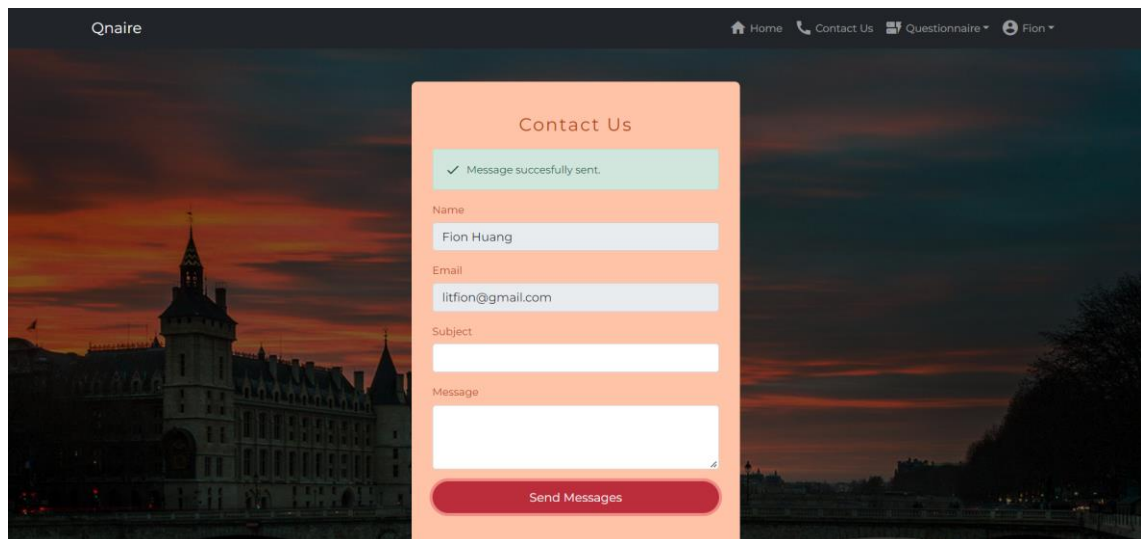 Qnaire
Home Contact Us Questionnaire Fion
Contact Us
Message succesfully sent.
Name
Fion Huang
Email
litfion@gmail.com
Subject
Message
Send Messages